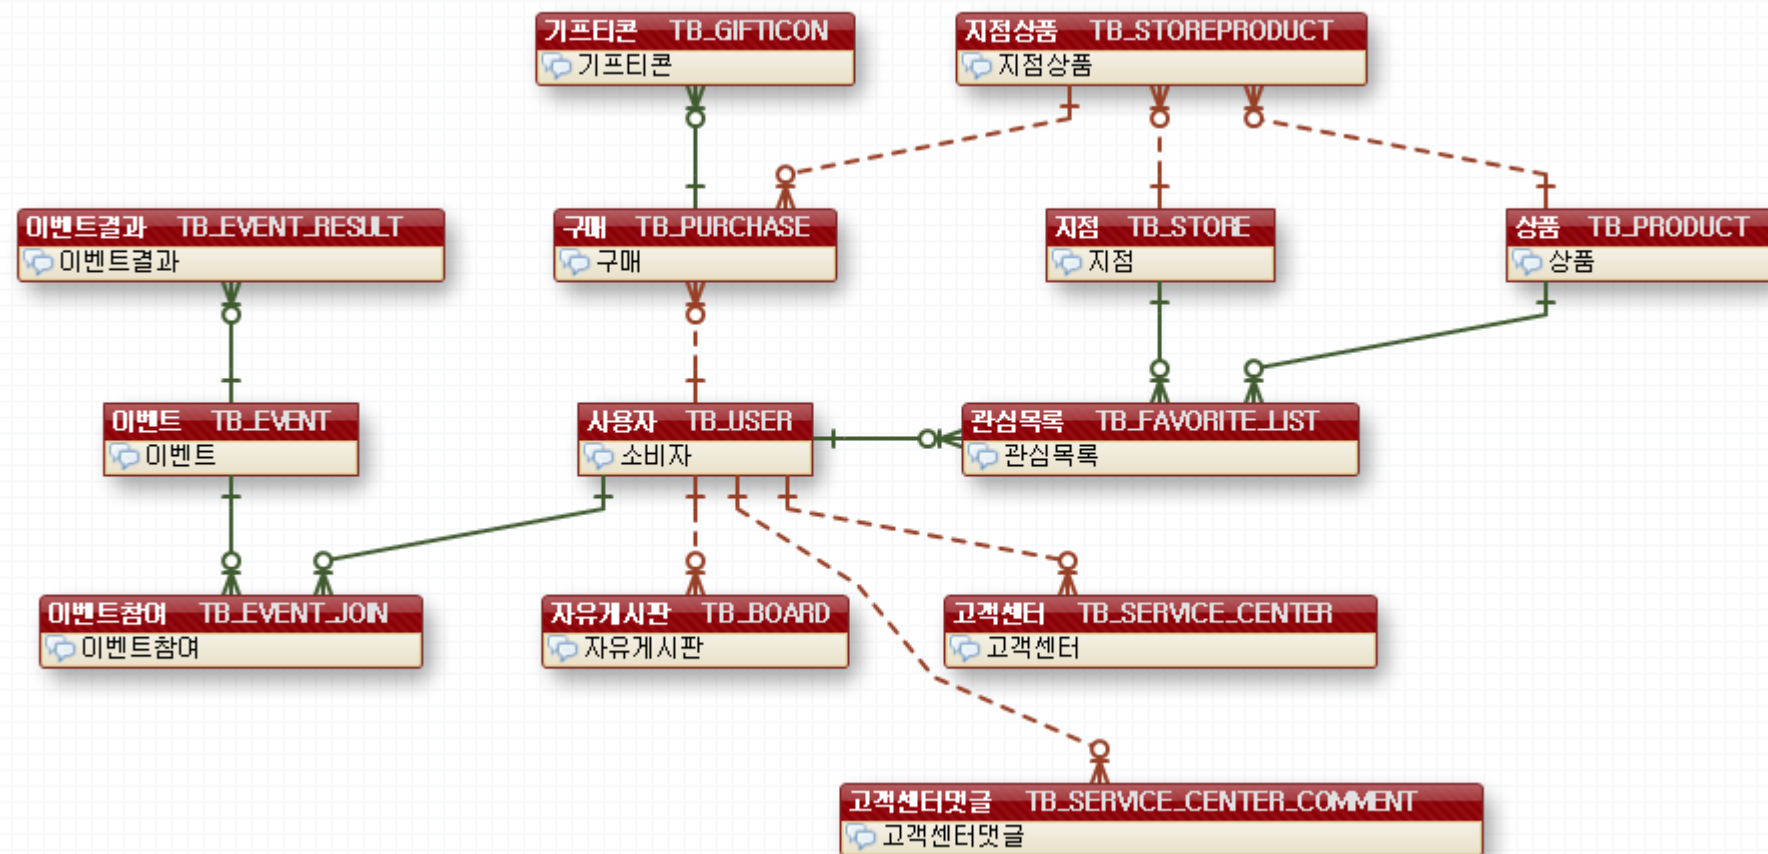 기프티콘 TB_GIFTICON
기프티콘
지점상품 TB_STOREPRODUCT
지점상품
이벤트결과 TB_EVENT_RESULT
이벤트결과
구매 TB_PURCHASE
구매
지점 TB_STORE
지점
상품 TB_PRODUCT
상품
이벤트 TB_EVENT
이벤트
사용자 TB_USER
소비자
관심목록 TB_FAVORITE_LIST
관심목록
이벤트참여 TB_EVENT_JOIN
이벤트참여
자유게시판 TB_BOARD
자유게시판
고객센터 TB_SERVICE_CENTER
고객센터
고객센터댓글 TB_SERVICE_CENTER_COMMENT
고객센터댓글